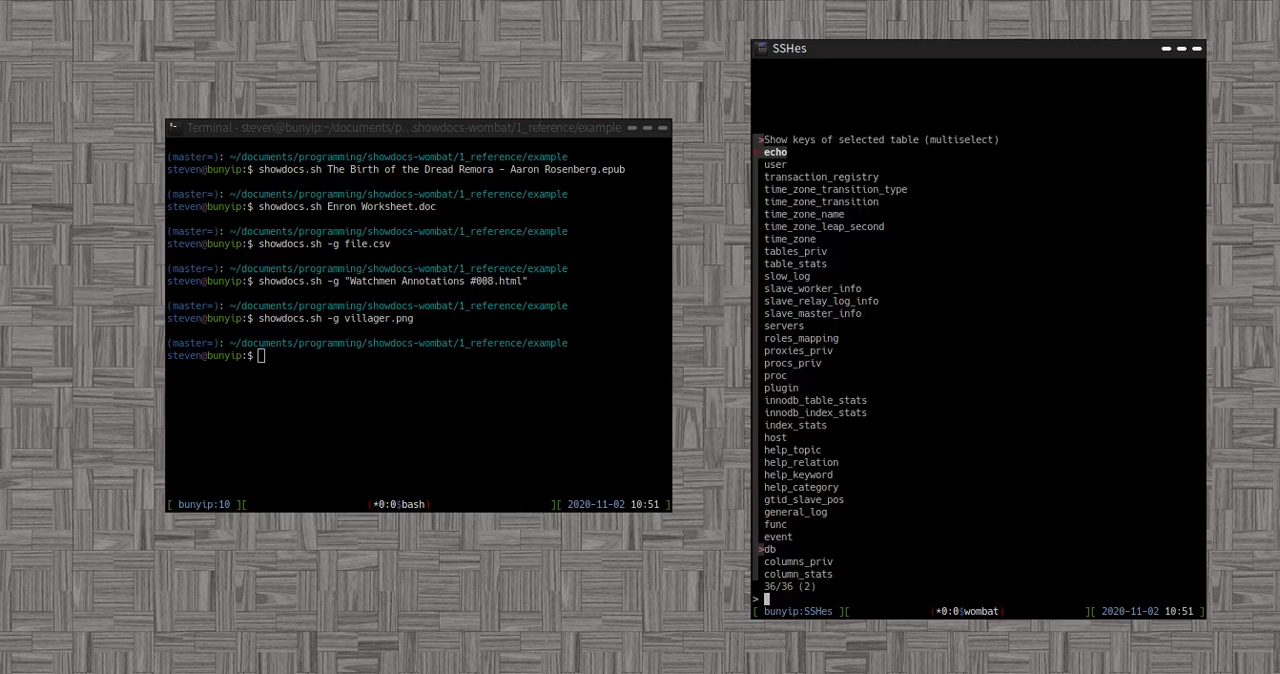 Terminal - steven@bunyip:~/documents/p...showdocs-wombat/1_reference/example
(master=): ~/documents/programming/showdocs-wombat/1_reference/example
steven@bunyip:$ showdocs.sh The Birth of the Dread Remora - Aaron Rosenberg.epub
(master=): ~/documents/programming/showdocs-wombat/1_reference/example
steven@bunyip:$ showdocs.sh Enron Worksheet.doc
(master=): ~/documents/programming/showdocs-wombat/1_reference/example
steven@bunyip:$ showdocs.sh -g file.csv
(master=): ~/documents/programming/showdocs-wombat/1_reference/example
steven@bunyip:$ showdocs.sh -g "Watchmen Annotations #008.html"
(master=): ~/documents/programming/showdocs-wombat/1_reference/example
steven@bunyip:$ showdocs.sh -g villager.png
(master=): ~/documents/programming/showdocs-wombat/1_reference/example
steven@bunyip:$
[ bunyip:10 ][ (*0:0$bash) ][ 2020-11-02 10:51 ]
SSHes
>Show keys of selected table (multiselect)
echo
user
transaction_registry
time_zone_transition_type
time_zone_transition
time_zone_name
time_zone_leap_second
time_zone
tables_priv
table_stats
slow_log
slave_worker_info
slave_relay_log_info
slave_master_info
servers
roles_mapping
proxies_priv
procs_priv
proc
plugin
innodb_table_stats
innodb_index_stats
index_stats
host
help_topic
help_relation
help_keyword
help_category
gtid_slave_pos
general_log
func
event
>db
columns_priv
column_stats
36/36 (2)
>
[ bunyip:SSHes ][ (*0:0$wombat) ][ 2020-11-02 10:51 ]